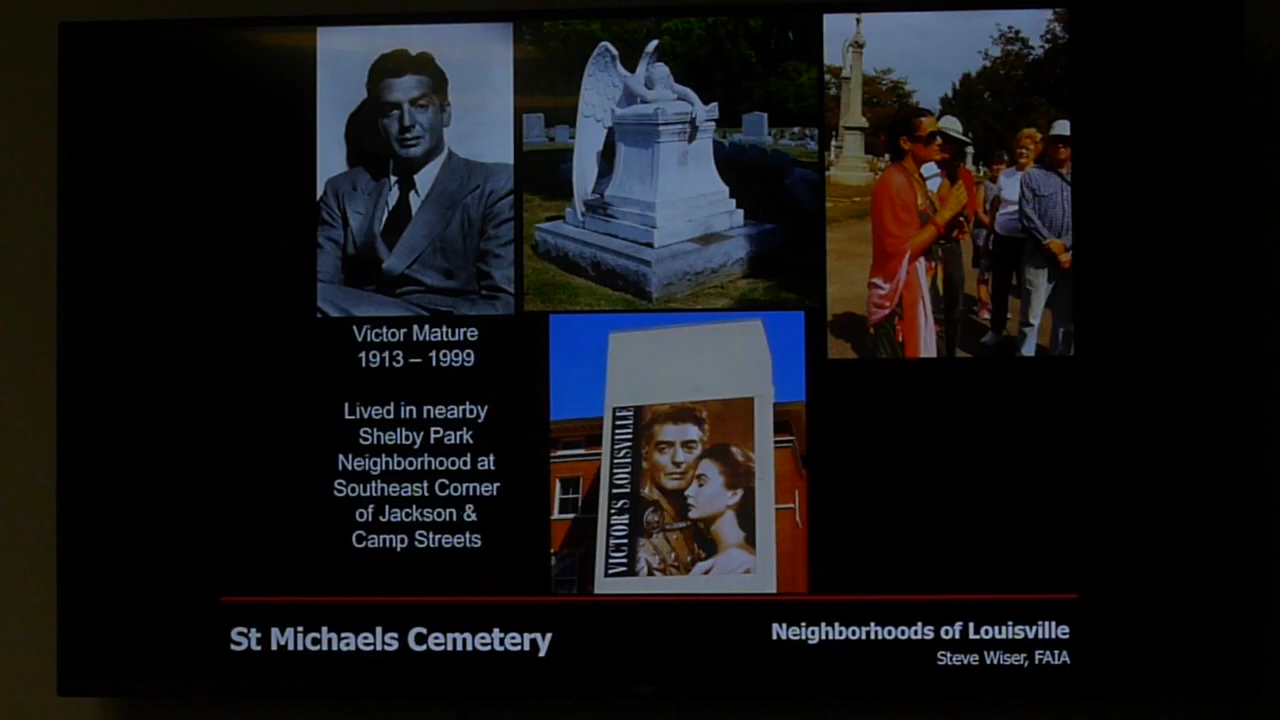 Victor Mature
1913 – 1999
Lived in nearby
Shelby Park
Neighborhood at
Southeast Corner
of Jackson &
Camp Streets
VICTOR'S LOUISVILLE
St Michaels Cemetery
Neighborhoods of Louisville
Steve Wiser, FAIA